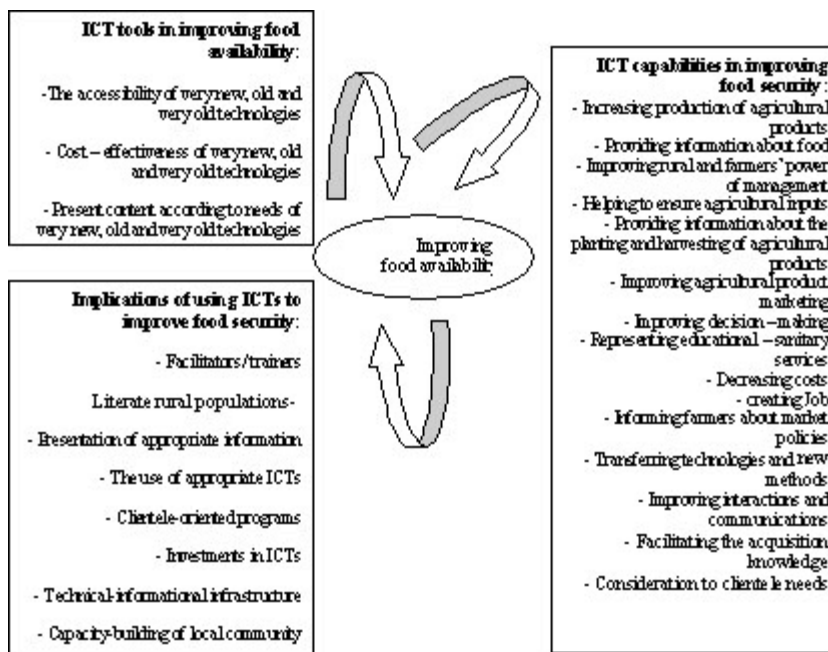 ICT tools in improving food
availability:
-The accessibility of very new, old and
very old technologies
- Cost – effectiveness of very new, old
and very old technologies
- Present content according to needs of
very new, old and very old technologies
Implications of using ICTs to
improve food security:
- Facilitators/trainers
Literate rural populations-
- Presentation of appropriate information
- The use of appropriate ICTs
- Clientele-oriented programs
- Investments in ICTs
- Technical-informational infrastructure
- Capacity-building of local community
Improving
food availability
ICT capabilities in improving
food security:
- Increasing production of agricultural
products
- Providing information about food
- Improving rural and farmers' power
of management
- Helping to ensure agricultural inputs
- Providing information about the
planting and harvesting of agricultural
products
- Improving agricultural product
marketing
- Improving decision – making
- Representing educational – sanitary
services
- Decreasing costs
- creating Job
- Informing farmers about market
policies
- Transferring technologies and new
methods
- Improving interactions and
communications
- Facilitating the acquisition
knowledge
- Consideration to clientele needs